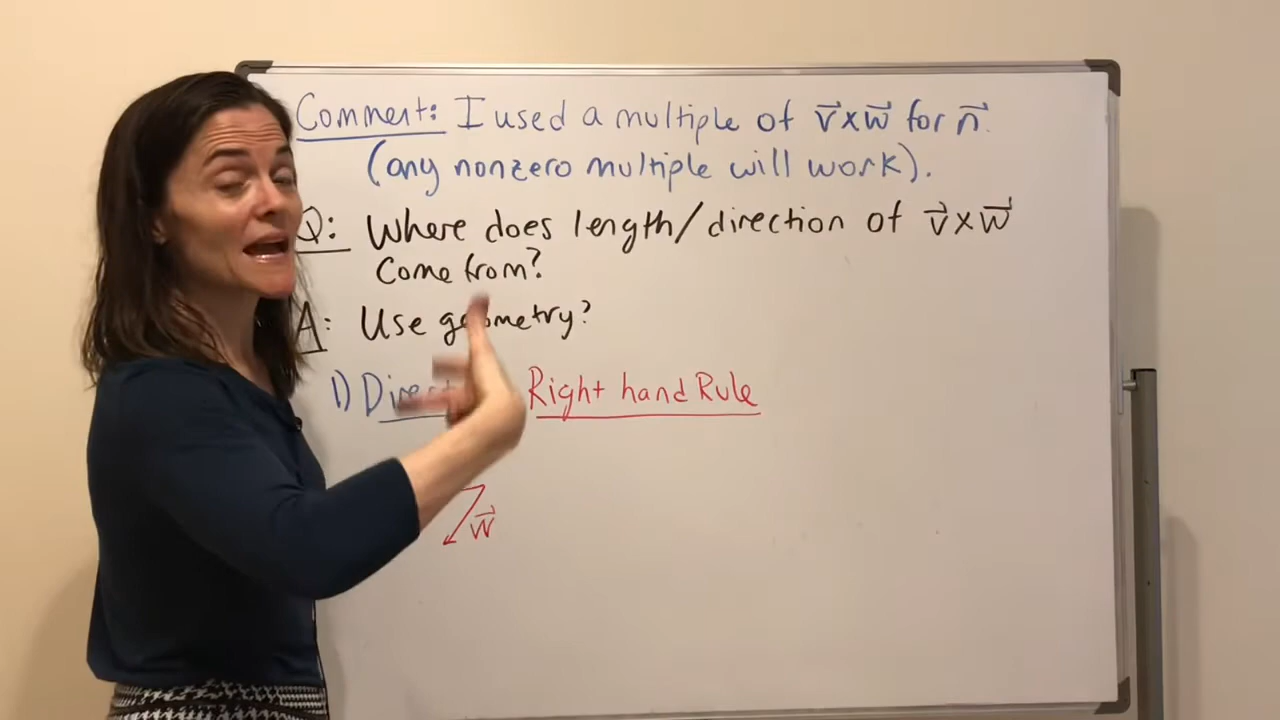 Comment: I used a multiple of v⃗ x w⃗ for n⃗.
(any nonzero multiple will work).
Q: Where does length/direction of v⃗ x w⃗
Come from?
A: Use geometry?
1) Right hand Rule
w⃗